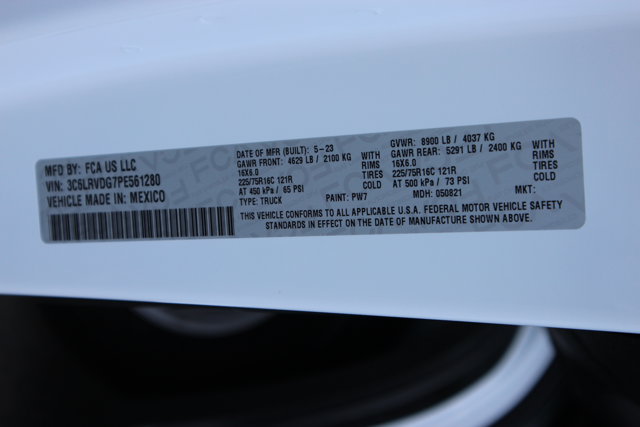 MFD BY: FCA US LLC
VIN: 3C6LRVDG7PE561280
VEHICLE MADE IN: MEXICO
DATE OF MFR (BUILT): 5-23
GAWR FRONT: 4629 LB / 2100 KG WITH
16X6.0 RIMS
225/75R16C 121R TIRES
AT 450 kPa / 65 PSI COLD
TYPE: TRUCK PAINT: PW7
GVWR: 8900 LB / 4037 KG
GAWR REAR: 5291 LB / 2400 KG WITH
16X6.0 RIMS
225/75R16C 121R TIRES
AT 500 kPa / 73 PSI COLD
MDH: 050821 MKT:
THIS VEHICLE CONFORMS TO ALL APPLICABLE U.S.A. FEDERAL MOTOR VEHICLE SAFETY
STANDARDS IN EFFECT ON THE DATE OF MANUFACTURE SHOWN ABOVE.